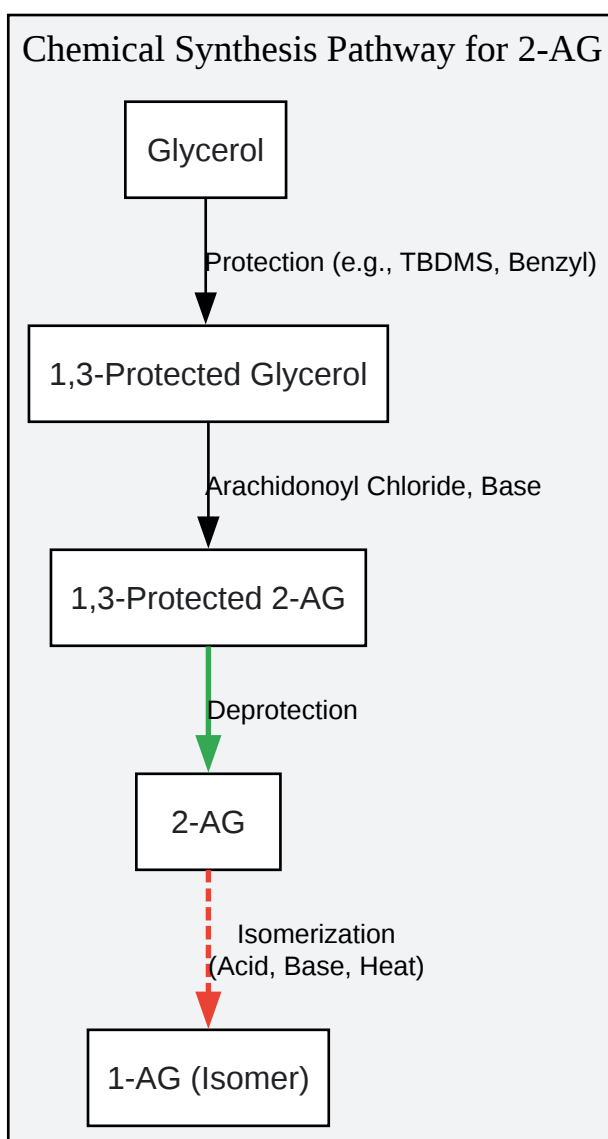 Chemical Synthesis Pathway for 2-AG
Glycerol
Protection (e.g., TBDMS, Benzyl)
1,3-Protected Glycerol
Arachidonoyl Chloride, Base
1,3-Protected 2-AG
Deprotection
2-AG
Isomerization
(Acid, Base, Heat)
1-AG (Isomer)